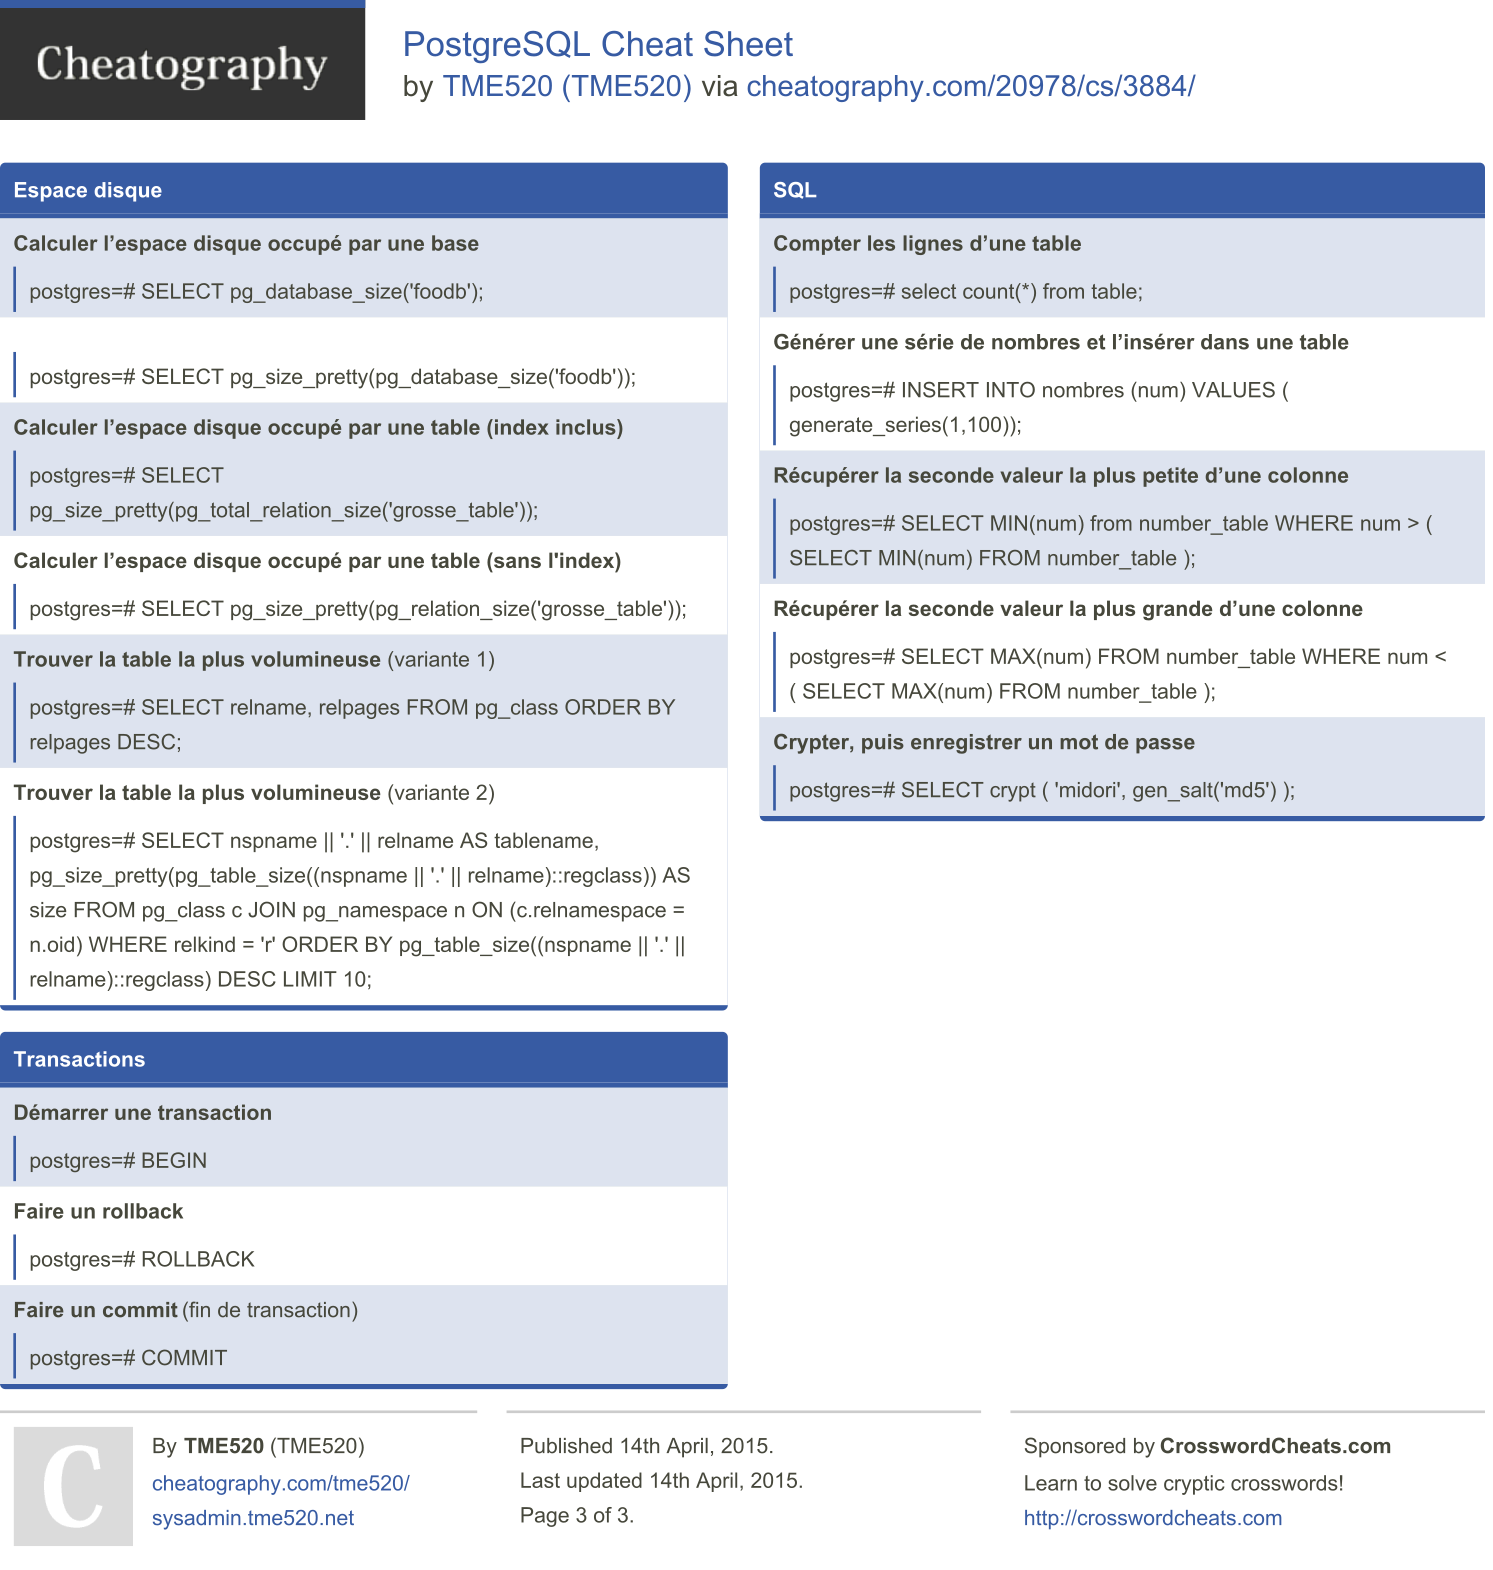 Cheatography
PostgreSQL Cheat Sheet
by TME520 (TME520) via cheatography.com/20978/cs/3884/
Espace disque
Calculer l’espace disque occupé par une base
postgres=# SELECT pg_database_size('foodb');
postgres=# SELECT pg_size_pretty(pg_database_size('foodb'));
Calculer l’espace disque occupé par une table (index inclus)
postgres=# SELECT
pg_size_pretty(pg_total_relation_size('grosse_table'));
Calculer l’espace disque occupé par une table (sans l'index)
postgres=# SELECT pg_size_pretty(pg_relation_size('grosse_table'));
Trouver la table la plus volumineuse (variante 1)
postgres=# SELECT relname, relpages FROM pg_class ORDER BY
relpages DESC;
Trouver la table la plus volumineuse (variante 2)
postgres=# SELECT nspname || '.' || relname AS tablename,
pg_size_pretty(pg_table_size((nspname || '.' || relname)::regclass)) AS
size FROM pg_class c JOIN pg_namespace n ON (c.relnamespace =
n.oid) WHERE relkind = 'r' ORDER BY pg_table_size((nspname || '.' ||
relname)::regclass) DESC LIMIT 10;
Transactions
Démarrer une transaction
postgres=# BEGIN
Faire un rollback
postgres=# ROLLBACK
Faire un commit (fin de transaction)
postgres=# COMMIT
SQL
Compter les lignes d’une table
postgres=# select count(*) from table;
Générer une série de nombres et l’insérer dans une table
postgres=# INSERT INTO nombres (num) VALUES (
generate_series(1,100));
Récupérer la seconde valeur la plus petite d’une colonne
postgres=# SELECT MIN(num) from number_table WHERE num > (
SELECT MIN(num) FROM number_table );
Récupérer la seconde valeur la plus grande d’une colonne
postgres=# SELECT MAX(num) FROM number_table WHERE num <
( SELECT MAX(num) FROM number_table );
Crypter, puis enregistrer un mot de passe
postgres=# SELECT crypt ( 'midori', gen_salt('md5') );
C
By TME520 (TME520)
cheatography.com/tme520/
sysadmin.tme520.net
Published 14th April, 2015.
Last updated 14th April, 2015.
Page 3 of 3.
Sponsored by CrosswordCheats.com
Learn to solve cryptic crosswords!
http://crosswordcheats.com